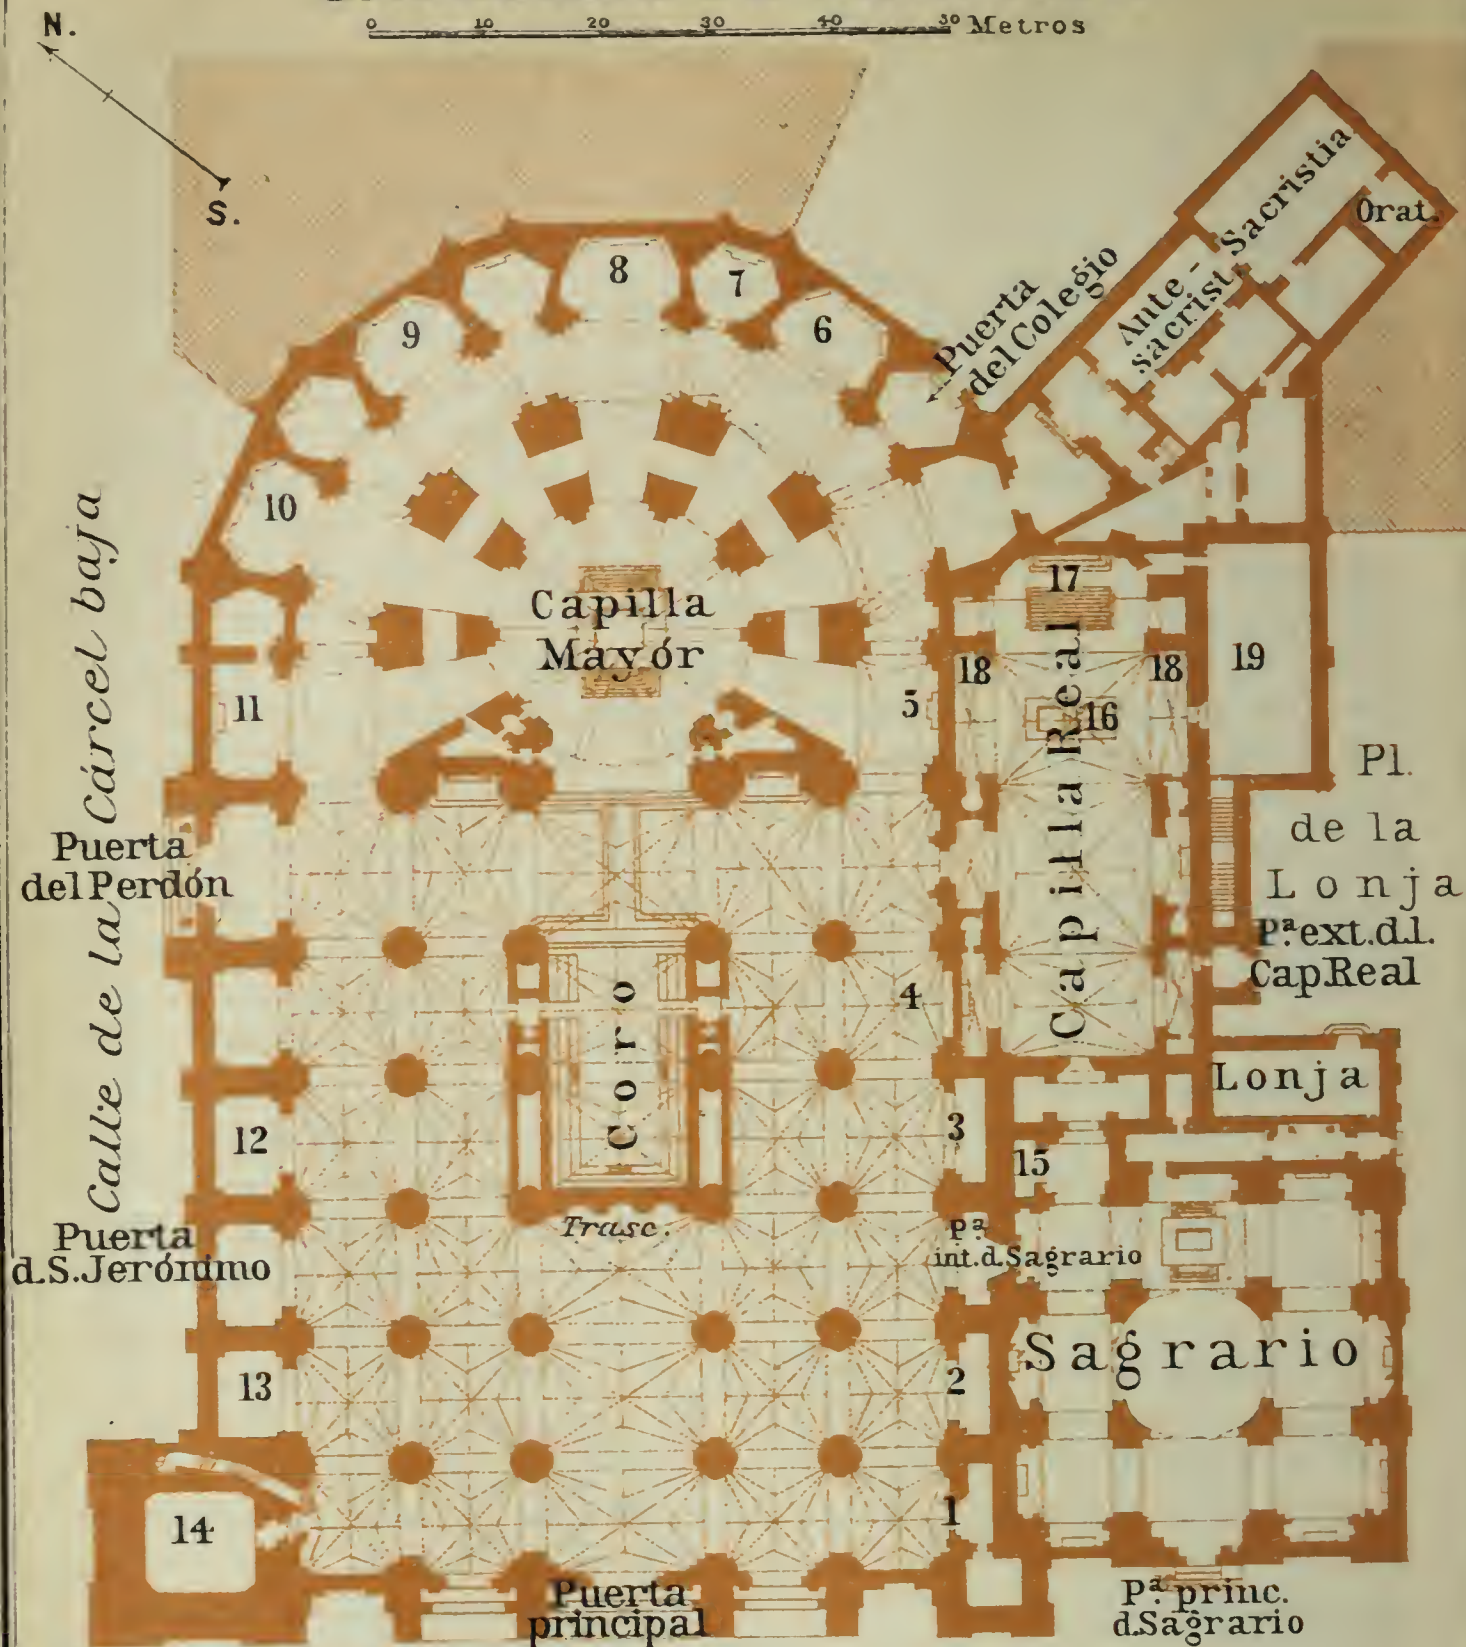 N.
S.
0 10 20 30 40 50 Metros
8
7
9
6
10
Puerta
del Colegio
Ante-
sacrist.
Sacristia
Orat.
Capilla
Mayór
17
18
18
16
19
5
11
Capilla Real
Calle de la Cárcel baja
Pl.
de la
Lonja
Puerta
del Perdón
Pª. ext. d. l.
Cap Real
4
Coro
Lonja
12
3
15
Puerta
d. S. Jerónimo
Trasc.
Pª
int. d. Sagrario
Sagrario
13
2
14
1
Puerta
principal
Pª. princ.
d. Sagrario